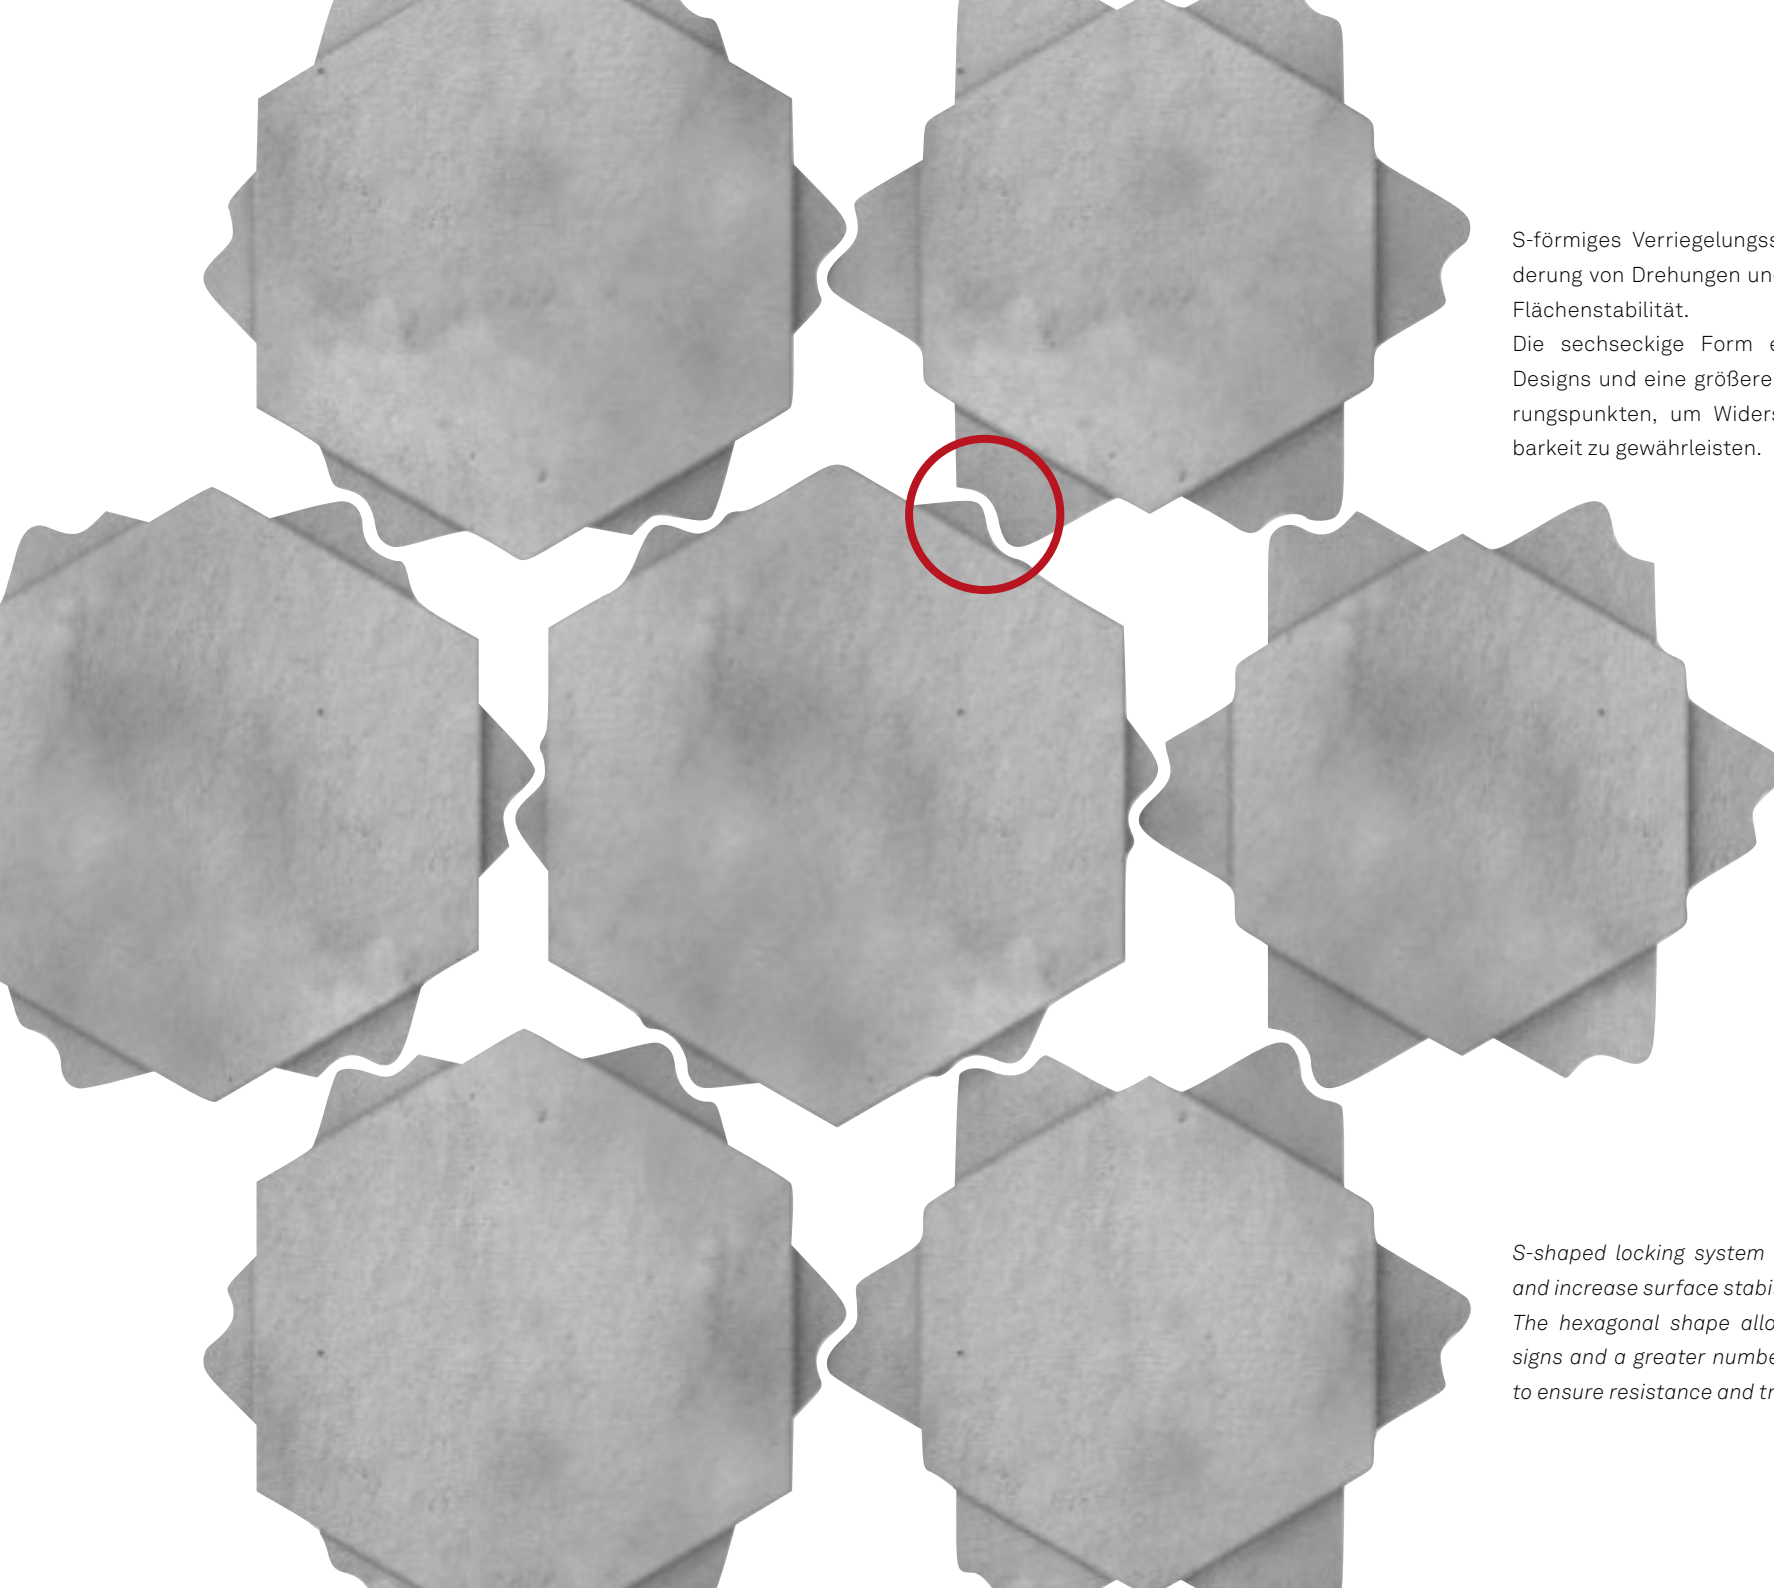 S-förmiges Verriegelungss
derung von Drehungen und
Flächenstabilität.
Die sechseckige Form e
Designs und eine größere
rungspunkten, um Widers
barkeit zu gewährleisten.
S-shaped locking system
and increase surface stabi
The hexagonal shape allo
signs and a greater numbe
to ensure resistance and tr